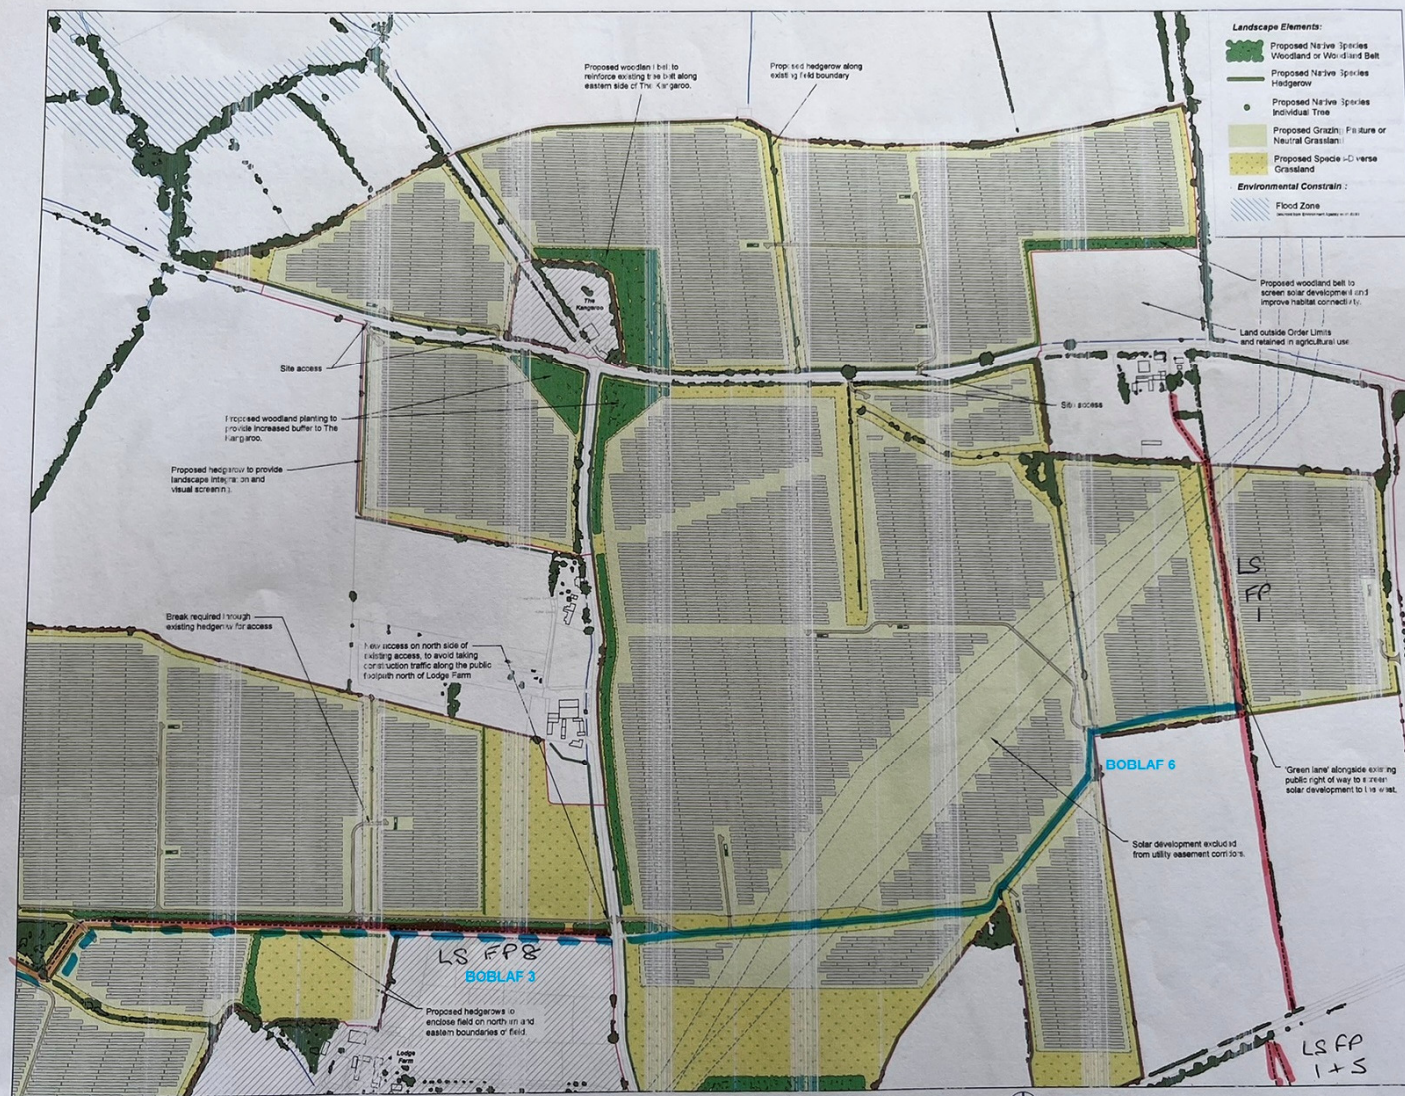 Landscape Elements:
Proposed Native Species
Woodland or Woodland Belt
Proposed Native Species
Hedgerow
Proposed Native Species
Individual Tree
Proposed Grazing Pasture or
Neutral Grassland
Proposed Species-Diverse
Grassland
Environmental Constrain :
Flood Zone
Proposed woodland belt to
reinforce existing tree belt along
eastern side of The Kangaroo.
Proposed hedgerow along
existing field boundary
The
Kangaroo
Proposed woodland belt to
screen solar development and
improve habitat connectivity.
Land outside Order Limits
and retained in agricultural use
Site access
Site access
Proposed woodland planting to
provide increased buffer to The
Kangaroo.
Proposed hedgerow to provide
landscape integration and
visual screening.
LS
FP
1
Break required through
existing hedgerow for access
New access on north side of
existing access, to avoid taking
construction traffic along the public
footpath north of Lodge Farm
BOBLAF 6
'Green lane' alongside existing
public right of way to screen
solar development to the west.
Solar development excluded
from utility easement corridors.
LS FP8
BOBLAF 3
Proposed hedgerows to
enclose field on northern and
eastern boundaries of field.
Lodge
Farm
LS FP
1+5